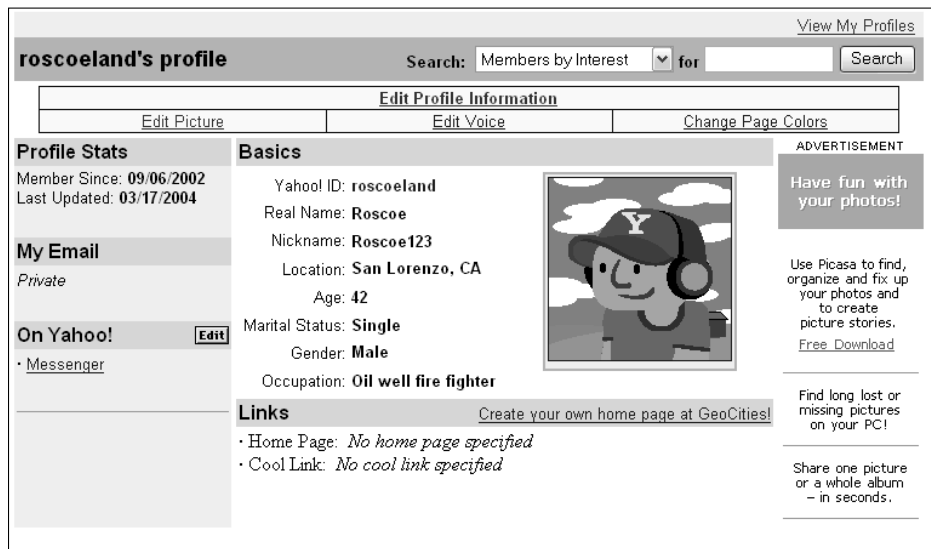 View My Profiles
roscoeland's profile
Search: Members by Interest for Search
Edit Profile Information
Edit Picture Edit Voice Change Page Colors
Profile Stats
Member Since: 09/06/2002
Last Updated: 03/17/2004
My Email
Private
On Yahoo! Edit
· Messenger
Basics
Yahoo! ID: roscoeland
Real Name: Roscoe
Nickname: Roscoe123
Location: San Lorenzo, CA
Age: 42
Marital Status: Single
Gender: Male
Occupation: Oil well fire fighter
Y
Links Create your own home page at GeoCities!
· Home Page: No home page specified
· Cool Link: No cool link specified
ADVERTISEMENT
Have fun with
your photos!
Use Picasa to find,
organize and fix up
your photos and
to create
picture stories.
Free Download
Find long lost or
missing pictures
on your PC!
Share one picture
or a whole album
– in seconds.